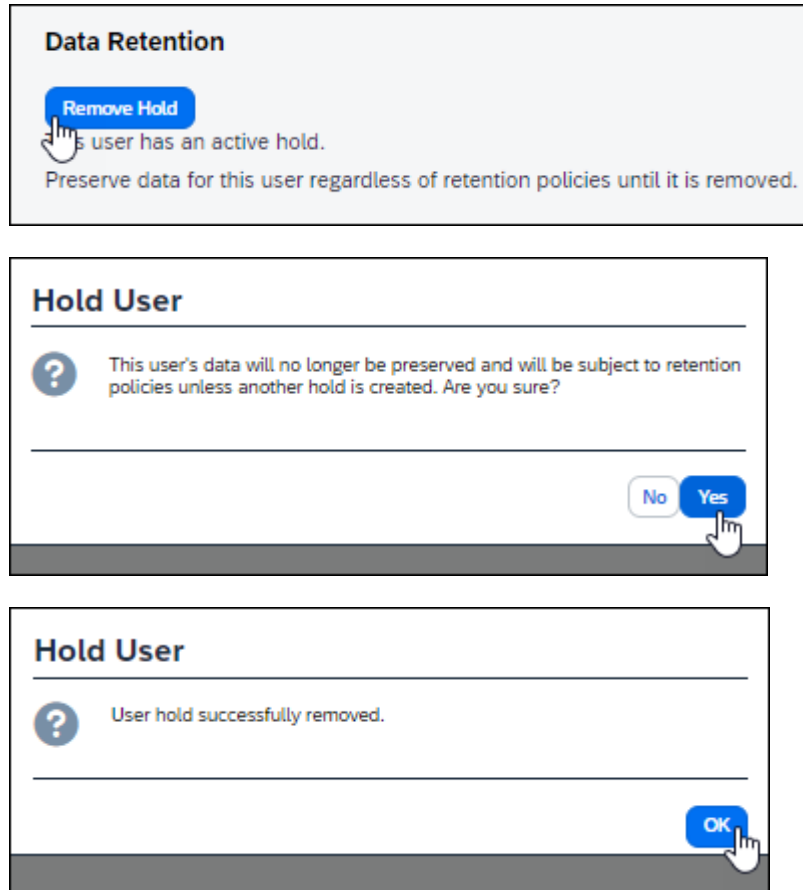 Data Retention
Remove Hold
s user has an active hold.
Preserve data for this user regardless of retention policies until it is removed.
Hold User
This user's data will no longer be preserved and will be subject to retention
policies unless another hold is created. Are you sure?
No Yes
Hold User
User hold successfully removed.
OK